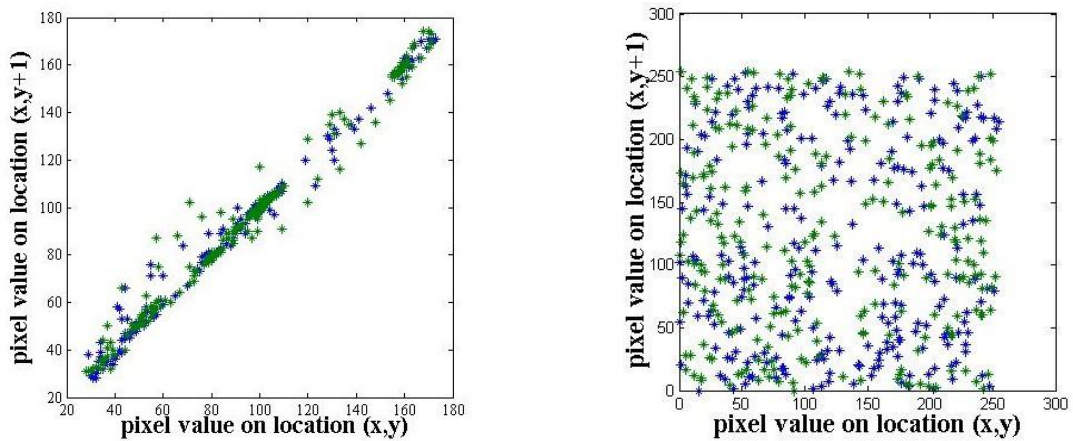 180
160
140
120
100
80
60
40
20
20 40 60 80 100 120 140 160 180
pixel value on location (x,y+1)
pixel value on location (x,y)
300
250
200
150
100
50
0
0 50 100 150 200 250 300
pixel value on location (x,y+1)
pixel value on location (x,y)